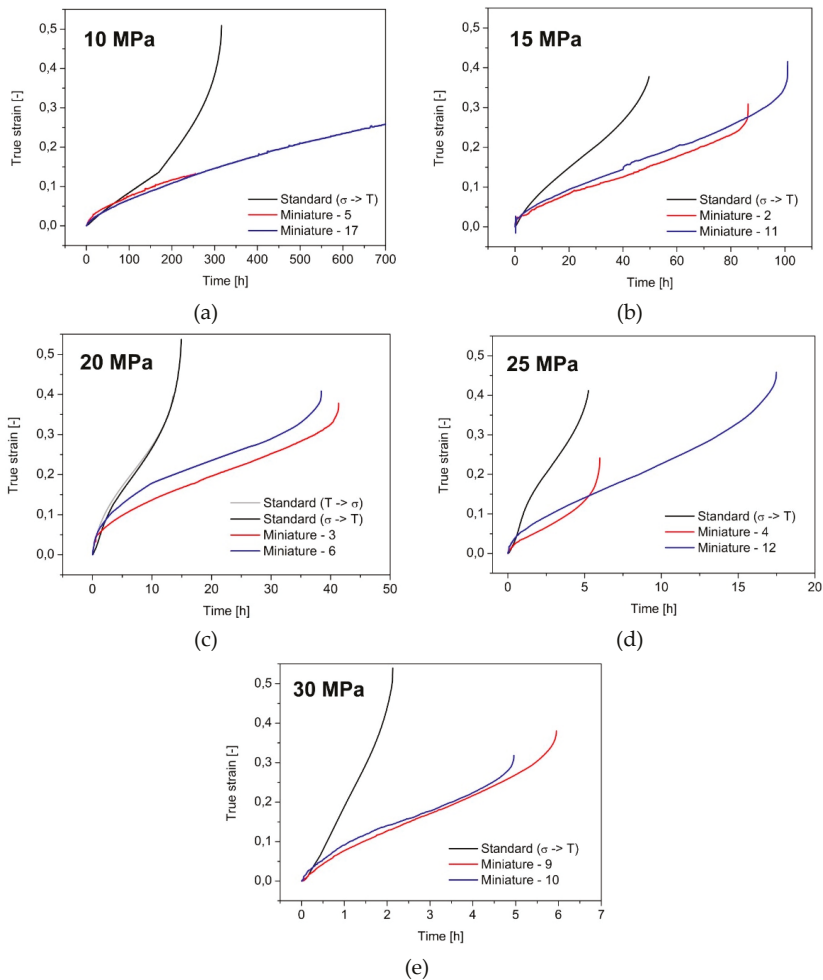 10 MPa
0,5
0,4
0,3
0,2
0,1
0,0
True strain [-]
Standard (σ -> T)
Miniature - 5
Miniature - 17
0 100 200 300 400 500 600 700
Time [h]
(a)
15 MPa
0,5
0,4
0,3
0,2
0,1
0,0
True strain [-]
Standard (σ -> T)
Miniature - 2
Miniature - 11
0 20 40 60 80 100
Time [h]
(b)
20 MPa
0,5
0,4
0,3
0,2
0,1
0,0
True strain [-]
Standard (T -> σ)
Standard (σ -> T)
Miniature - 3
Miniature - 6
0 10 20 30 40 50
Time [h]
(c)
25 MPa
0,5
0,4
0,3
0,2
0,1
0,0
True strain [-]
Standard (σ -> T)
Miniature - 4
Miniature - 12
0 5 10 15 20
Time [h]
(d)
30 MPa
0,5
0,4
0,3
0,2
0,1
0,0
True strain [-]
Standard (σ -> T)
Miniature - 9
Miniature - 10
0 1 2 3 4 5 6 7
Time [h]
(e)